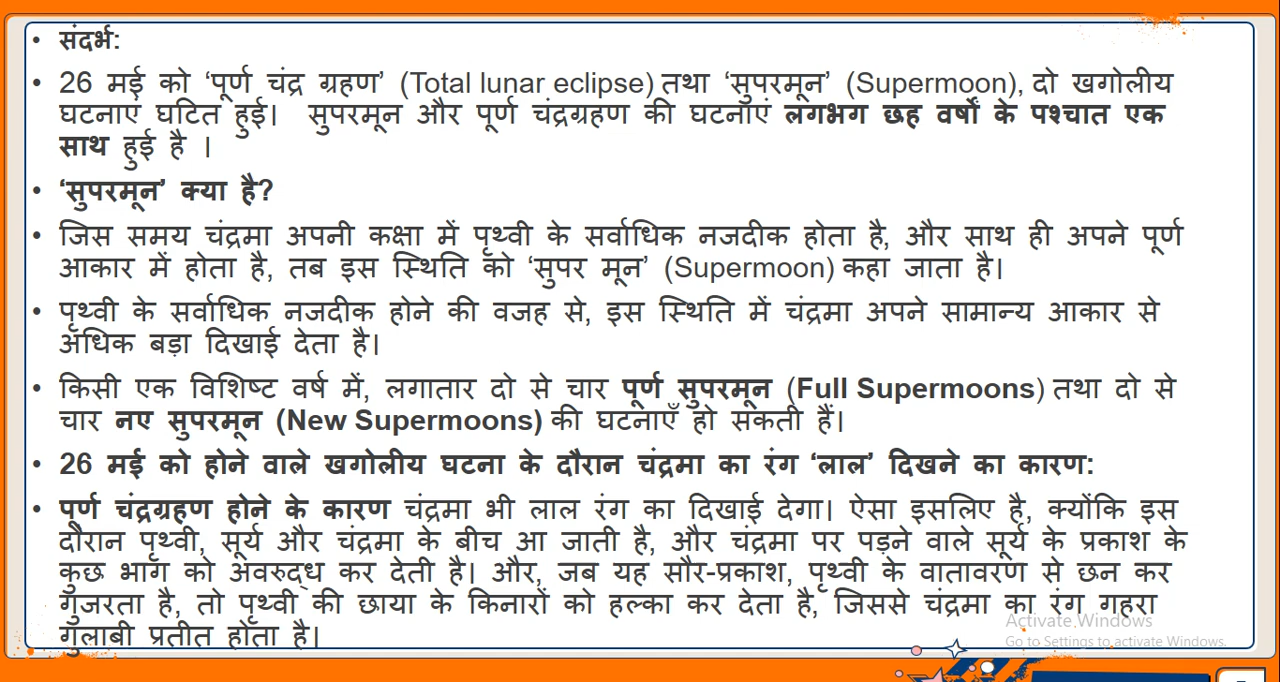 • संदर्भ:
• 26 मई को ‘पूर्ण चंद्र ग्रहण’ (Total lunar eclipse) तथा ‘सुपरमून’ (Supermoon), दो खगोलीय
घटनाएं घटित हुई। सुपरमून और पूर्ण चंद्रग्रहण की घटनाएं लगभग छह वर्षों के पश्चात एक
साथ हुई है ।
• ‘सुपरमून’ क्या है?
• जिस समय चंद्रमा अपनी कक्षा में पृथ्वी के सर्वाधिक नजदीक होता है, और साथ ही अपने पूर्ण
आकार में होता है, तब इस स्थिति को ‘सुपर मून’ (Supermoon) कहा जाता है।
• पृथ्वी के सर्वाधिक नजदीक होने की वजह से, इस स्थिति में चंद्रमा अपने सामान्य आकार से
अधिक बड़ा दिखाई देता है।
• किसी एक विशिष्ट वर्ष में, लगातार दो से चार पूर्ण सुपरमून (Full Supermoons) तथा दो से
चार नए सुपरमून (New Supermoons) की घटनाएँ हो सकती हैं।
• 26 मई को होने वाले खगोलीय घटना के दौरान चंद्रमा का रंग ‘लाल’ दिखने का कारण:
• पूर्ण चंद्रग्रहण होने के कारण चंद्रमा भी लाल रंग का दिखाई देगा। ऐसा इसलिए है, क्योंकि इस
दौरान पृथ्वी, सूर्य और चंद्रमा के बीच आ जाती है, और चंद्रमा पर पड़ने वाले सूर्य के प्रकाश के
कुछ भाग को अवरुद्ध कर देती है। और, जब यह सौर-प्रकाश, पृथ्वी के वातावरण से छन कर
गुजरता है, तो पृथ्वी की छाया के किनारों को हल्का कर देता है, जिससे चंद्रमा का रंग गहरा
गुलाबी प्रतीत होता है।
Activate Windows
Go to Settings to activate Windows.